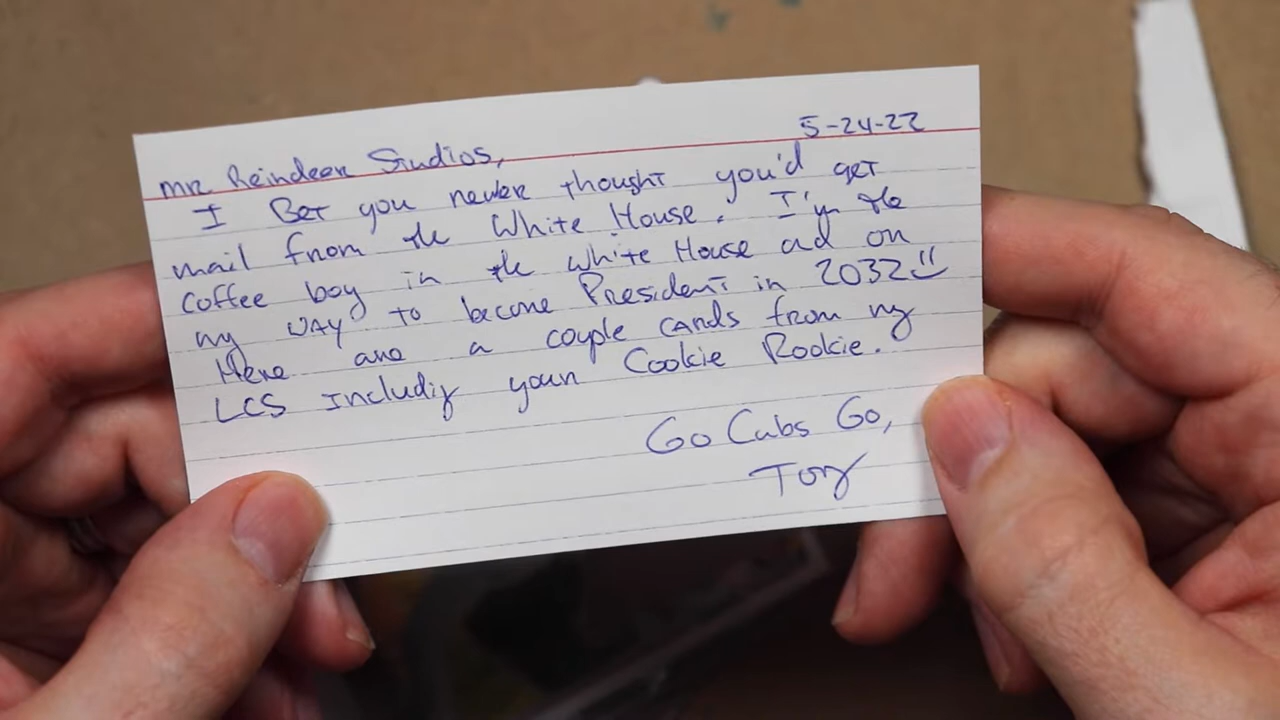 5-24-22
Mr. Reindeer Studios,
I Bet you never thought you'd get
mail from the White House. I'm the
coffee boy in the White House ad on
my way to become President in 2032
Here are a couple cards from my
LCS Including your Cookie Rookie.
Go Cubs Go,
Tony